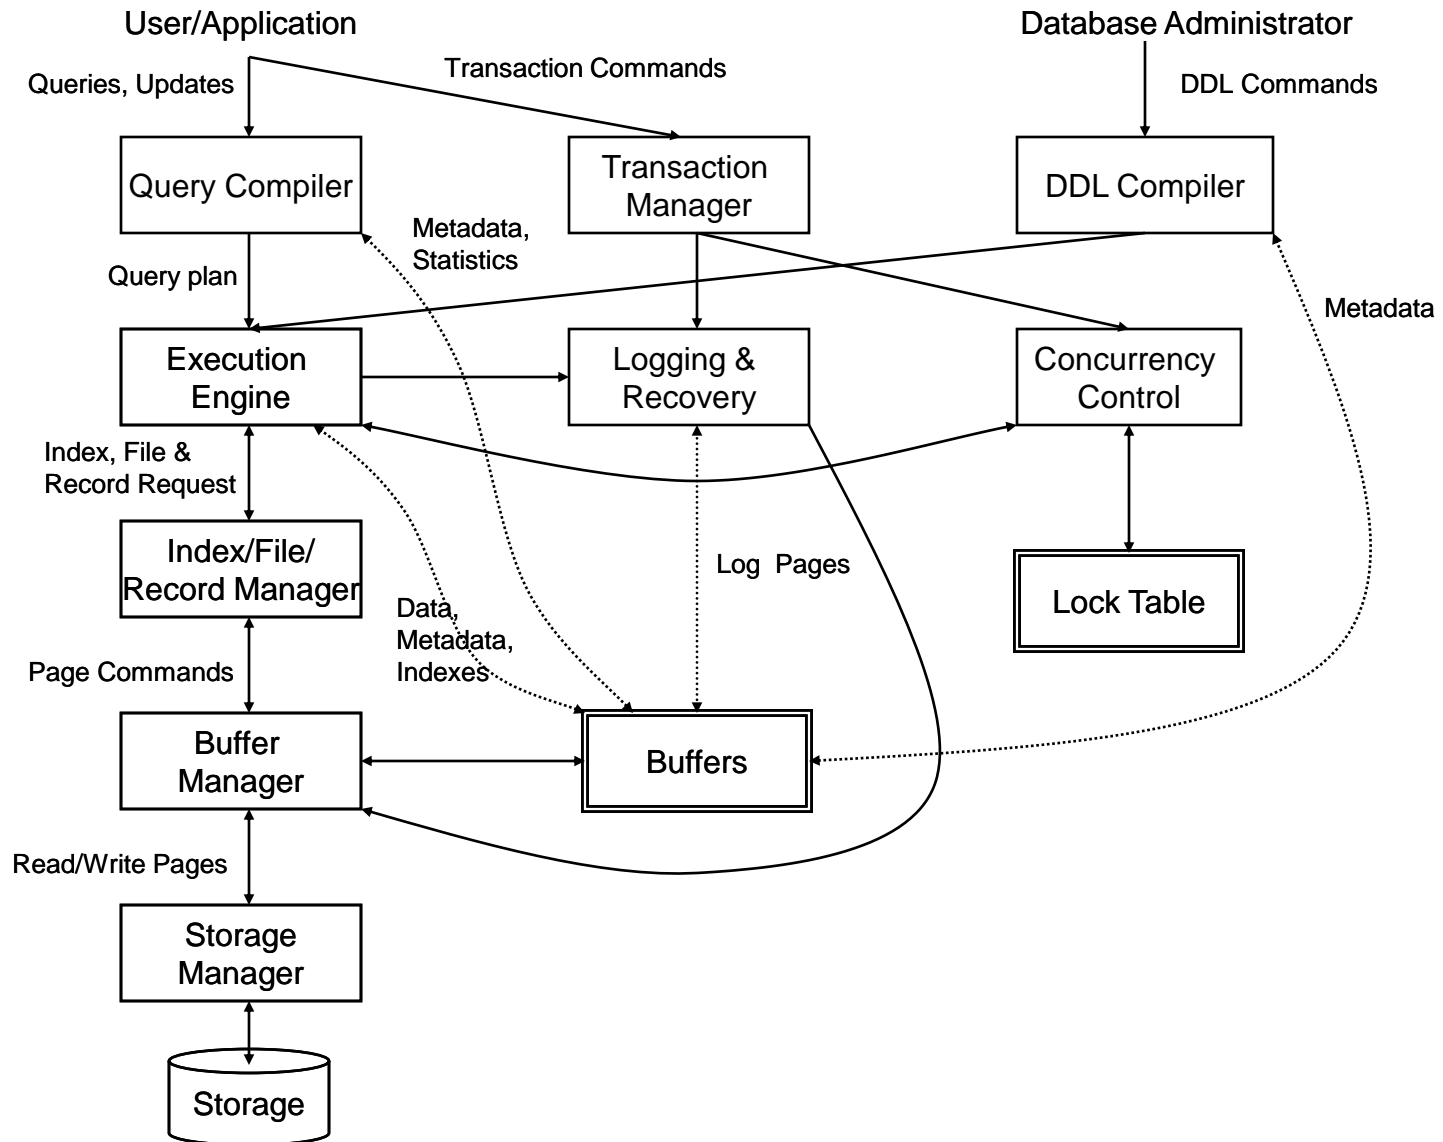 User/Application
Database Administrator
Queries, Updates
Transaction Commands
DDL Commands
Query Compiler
Transaction
Manager
DDL Compiler
Metadata,
Statistics
Query plan
Metadata
Execution
Engine
Logging &
Recovery
Concurrency
Control
Index, File &
Record Request
Index/File/
Record Manager
Log Pages
Lock Table
Data,
Metadata,
Indexes
Page Commands
Buffer
Manager
Buffers
Read/Write Pages
Storage
Manager
Storage